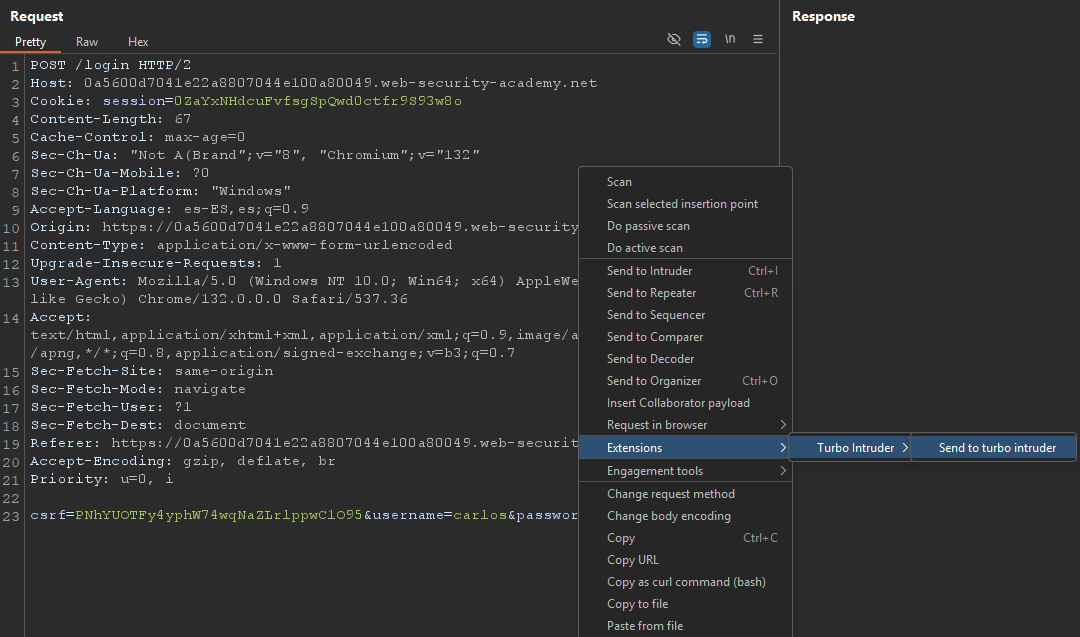 Request
Response
Pretty Raw Hex
\n
1 POST /login HTTP/2
2 Host: 0a5600d7041e22a8807044e100a80049.web-security-academy.net
3 Cookie: session=0ZaYxNHdcuFvfsgSpQwdOctfr9S93w8o
4 Content-Length: 67
5 Cache-Control: max-age=0
6 Sec-Ch-Ua: "Not A(Brand";v="8", "Chromium";v="132"
7 Sec-Ch-Ua-Mobile: ?0
8 Sec-Ch-Ua-Platform: "Windows"
9 Accept-Language: es-ES,es;q=0.9
10 Origin: https://0a5600d7041e22a8807044e100a80049.web-security
11 Content-Type: application/x-www-form-urlencoded
12 Upgrade-Insecure-Requests: 1
13 User-Agent: Mozilla/5.0 (Windows NT 10.0; Win64; x64) AppleWe
like Gecko) Chrome/132.0.0.0 Safari/537.36
14 Accept:
text/html,application/xhtml+xml,application/xml;q=0.9,image/a
/apng,*/*;q=0.8,application/signed-exchange;v=b3;q=0.7
15 Sec-Fetch-Site: same-origin
16 Sec-Fetch-Mode: navigate
17 Sec-Fetch-User: ?1
18 Sec-Fetch-Dest: document
19 Referer: https://0a5600d7041e22a8807044e100a80049.web-securit
20 Accept-Encoding: gzip, deflate, br
21 Priority: u=0, i
22
23 csrf=PNhYUOTFy4yphW74wqNaZLrlppwClO95&username=carlos&passwor
Scan
Scan selected insertion point
Do passive scan
Do active scan
Send to Intruder Ctrl+I
Send to Repeater Ctrl+R
Send to Sequencer
Send to Comparer
Send to Decoder
Send to Organizer Ctrl+O
Insert Collaborator payload
Request in browser
Extensions
Turbo Intruder
Send to turbo intruder
Engagement tools
Change request method
Change body encoding
Copy Ctrl+C
Copy URL
Copy as curl command (bash)
Copy to file
Paste from file